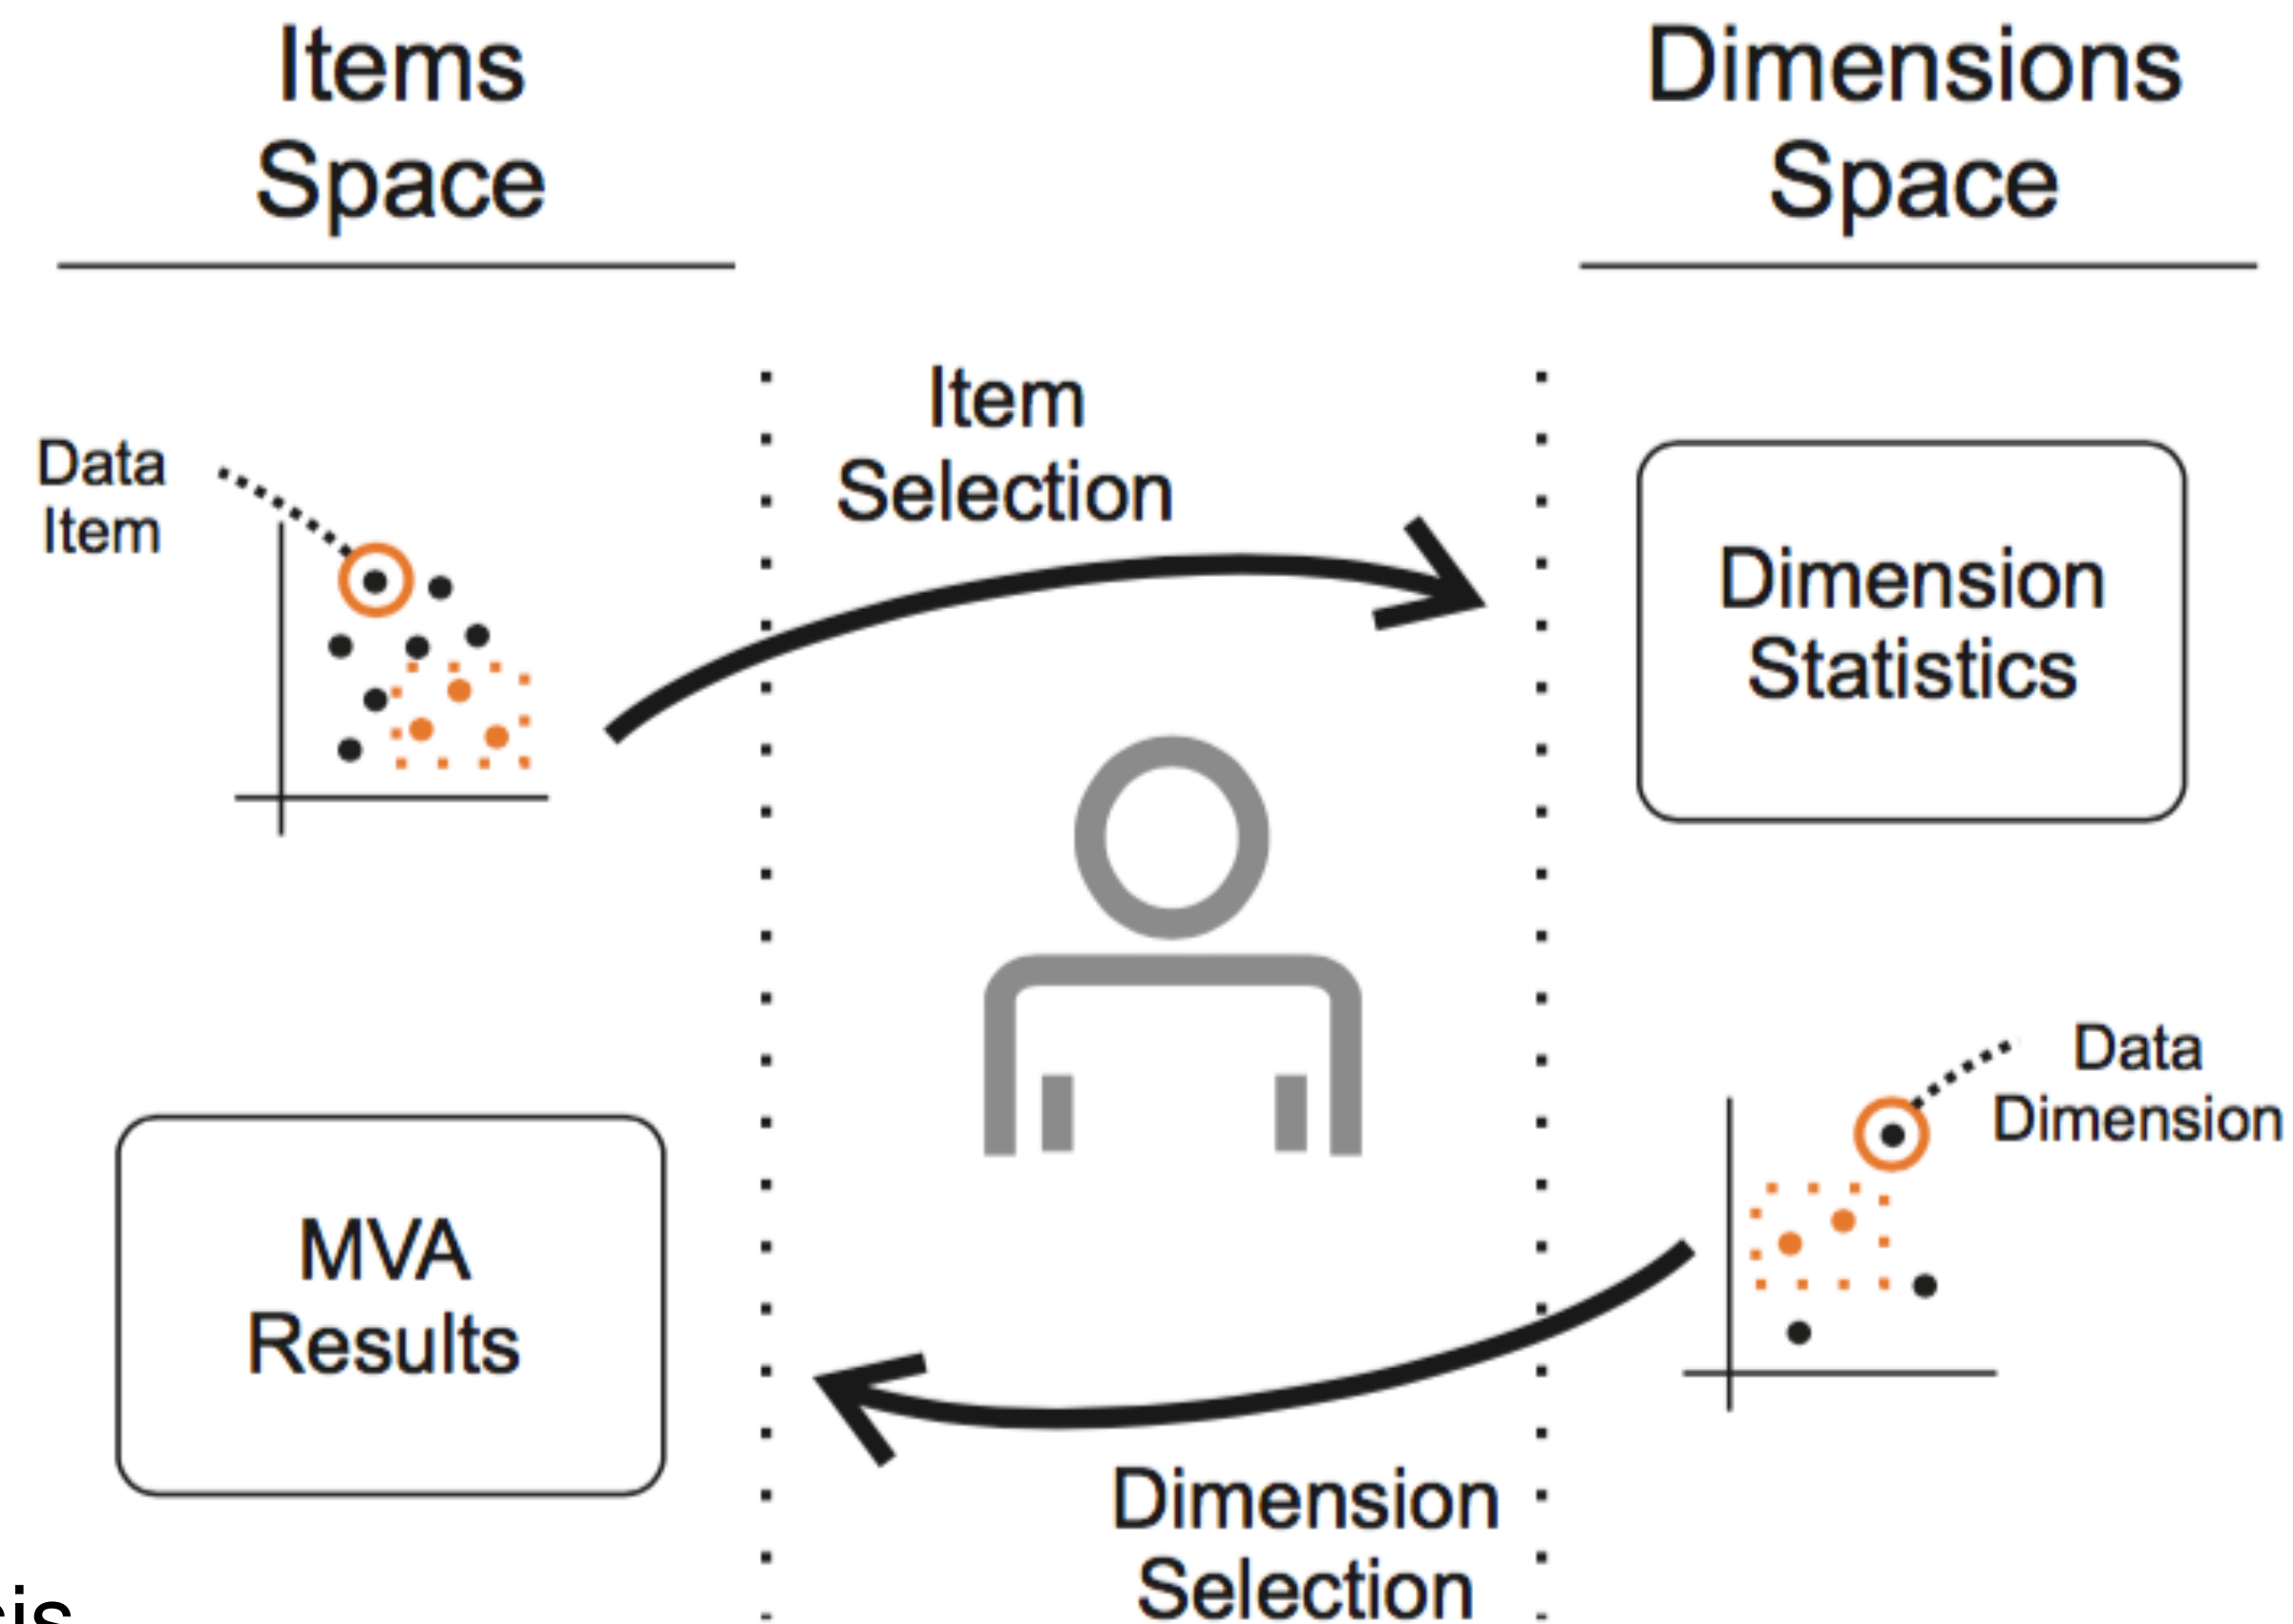 Items
Space
Dimensions
Space
Item
Selection
Data
Item
Dimension
Statistics
Data
Dimension
MVA
Results
Dimension
Selection